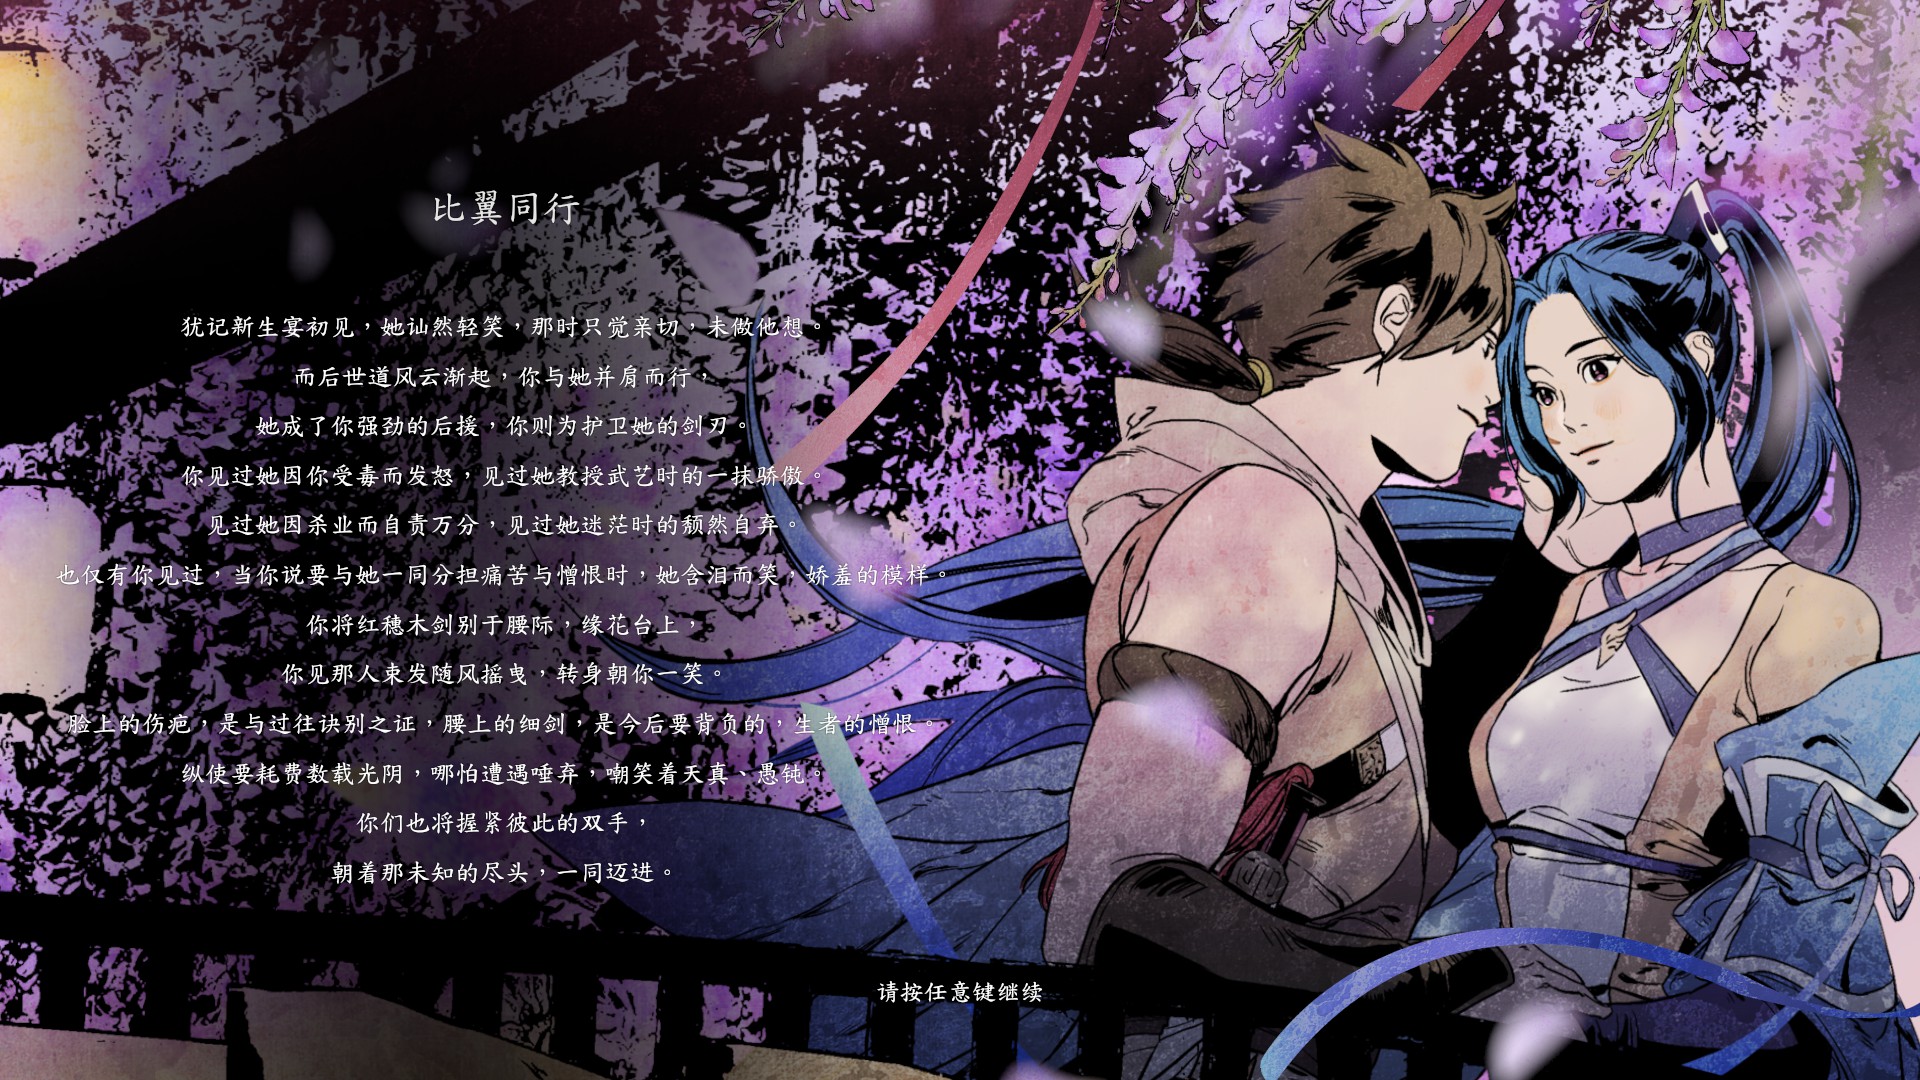 比翼同行
犹记新生宴初见，她讪然轻笑，那时只觉亲切，未做他想。
而后世道风云渐起，你与她并肩而行，
她成了你强劲的后援，你则为护卫她的剑刃。
你见过她因你受毒而发怒，见过她教授武艺时的一抹骄傲。
见过她因杀业而自责万分，见过她迷茫时的颓然自弃。
也仅有你见过，当你说要与她一同分担痛苦与憎恨时，她含泪而笑，娇羞的模样。
你将红穗木剑别于腰际，缘花台上，
你见那人束发随风摇曳，转身朝你一笑。
脸上的伤疤，是与过往诀别之证，腰上的细剑，是今后要背负的，生者的憎恨。
纵使要耗费数载光阴，哪怕遭遇唾弃，嘲笑着天真、愚钝。
你们也将握紧彼此的双手，
朝着那未知的尽头，一同迈进。
请按任意键继续